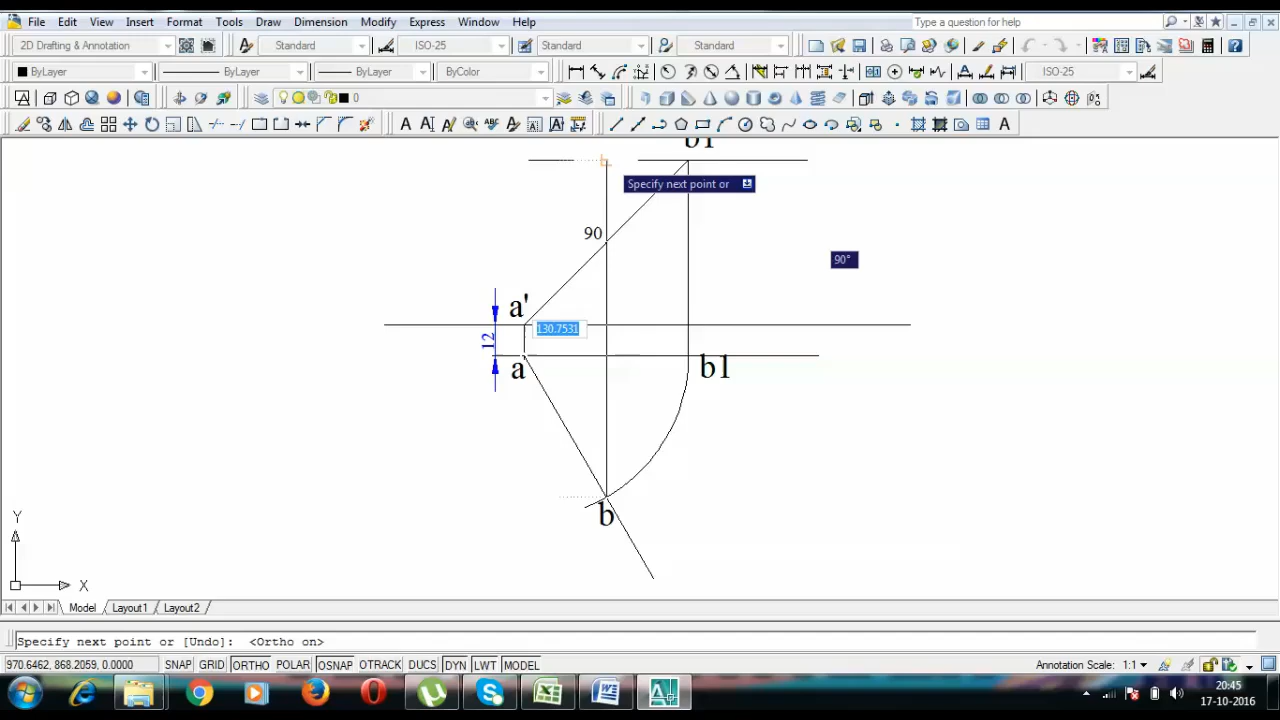 File Edit View Insert Format Tools Draw Dimension Modify Express Window Help Type a question for help
2D Drafting & Annotation Standard ISO-25 Standard Standard
ByLayer ByLayer ByLayer ByColor ISO-25
0
b1
Specify next point or
90
90°
a'
130.7531
12
a
b1
b
Y
X
Model Layout1 Layout2
Specify next point or [Undo]: <Ortho on>
970.6462, 868.2059, 0.0000 SNAP GRID ORTHO POLAR OSNAP OTRACK DUCS DYN LWT MODEL Annotation Scale: 1:1
20:45
17-10-2016